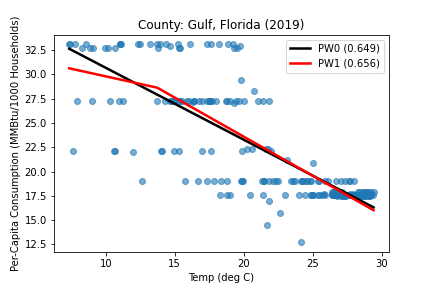 County: Gulf, Florida (2019)
PW0 (0.649)
PW1 (0.656)
Per-Capita Consumption (MMBtu/1000 Households)
32.5
30.0
27.5
25.0
22.5
20.0
17.5
15.0
12.5
10 15 20 25 30
Temp (deg C)